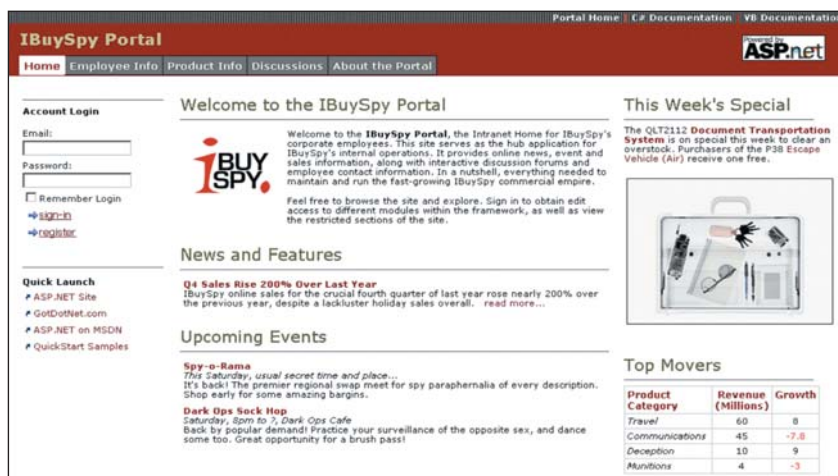 Portal Home | C# Documentation | VB Documentation
IBuySpy Portal
Powered by
ASP.net
Home Employee Info Product Info Discussions About the Portal
Account Login
Email:
Password:
Remember Login
sign-in
register
Quick Launch
ASP.NET Site
GotDotNet.com
ASP.NET on MSDN
QuickStart Samples
Welcome to the IBuySpy Portal
iBUY
SPY.
Welcome to the IBuySpy Portal, the Intranet Home for IBuySpy's
corporate employees. This site serves as the hub application for
IBuySpy's internal operations. It provides online news, event and
sales information, along with interactive discussion forums and
employee contact information. In a nutshell, everything needed to
maintain and run the fast-growing IBuySpy commercial empire.
Feel free to browse the site and explore. Sign in to obtain edit
access to different modules within the framework, as well as view
the restricted sections of the site.
News and Features
Q4 Sales Rise 200% Over Last Year
IBuySpy online sales for the crucial fourth quarter of last year rose nearly 200% over
the previous year, despite a lackluster holiday sales overall. read more...
Upcoming Events
Spy-o-Rama
This Saturday, usual secret time and place...
It's back! The premier regional swap meet for spy paraphernalia of every description.
Shop early for some amazing bargins.
Dark Ops Sock Hop
Saturday, 8pm to ?, Dark Ops Cafe
Back by popular demand! Practice your surveillance of the opposite sex, and dance
some too. Great opportunity for a brush pass!
This Week's Special
The QLT2112 Document Transportation
System is on special this week to clear an
overstock. Purchasers of the P38 Escape
Vehicle (Air) receive one free.
Top Movers
Product Revenue Growth
Category (Millions)
Travel 60 8
Communications 45 -7.8
Deception 10 9
Munitions 4 -3